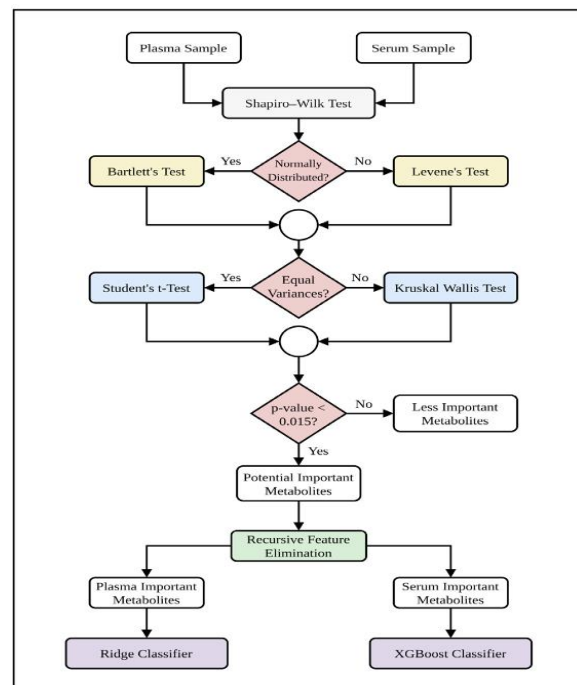 Plasma Sample
Serum Sample
Shapiro–Wilk Test
Normally
Distributed?
Yes
No
Bartlett's Test
Levene's Test
Equal
Variances?
Yes
No
Student's t-Test
Kruskal Wallis Test
p-value <
0.015?
No
Less Important
Metabolites
Yes
Potential Important
Metabolites
Recursive Feature
Elimination
Plasma Important
Metabolites
Serum Important
Metabolites
Ridge Classifier
XGBoost Classifier